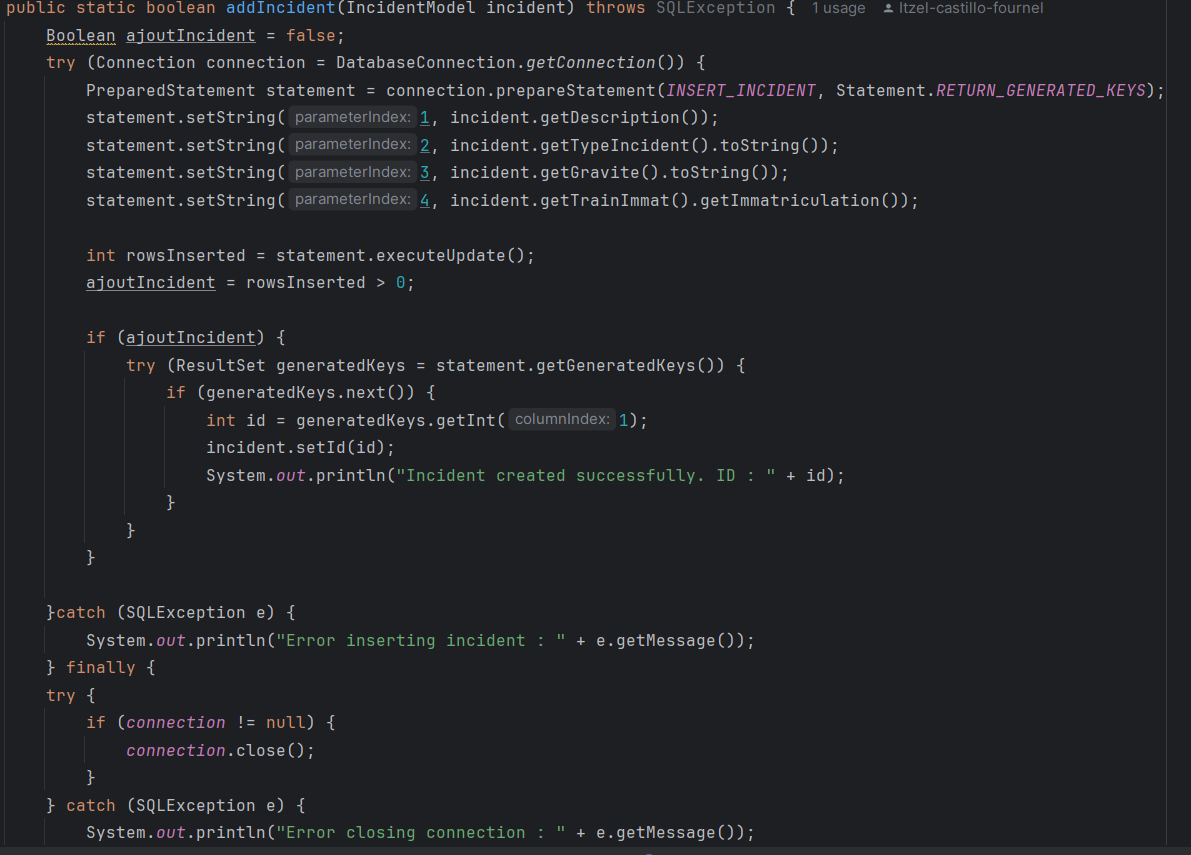 public static boolean addIncident(IncidentModel incident) throws SQLException { 1 usage Itzel-castillo-fournel
Boolean ajoutIncident = false;
try (Connection connection = DatabaseConnection.getConnection()) {
PreparedStatement statement = connection.prepareStatement(INSERT_INCIDENT, Statement.RETURN_GENERATED_KEYS);
statement.setString( parameterIndex: 1, incident.getDescription());
statement.setString( parameterIndex: 2, incident.getTypeIncident().toString());
statement.setString( parameterIndex: 3, incident.getGravite().toString());
statement.setString( parameterIndex: 4, incident.getTrainImmat().getImmatriculation());
int rowsInserted = statement.executeUpdate();
ajoutIncident = rowsInserted > 0;
if (ajoutIncident) {
try (ResultSet generatedKeys = statement.getGeneratedKeys()) {
if (generatedKeys.next()) {
int id = generatedKeys.getInt( columnIndex: 1);
incident.setId(id);
System.out.println("Incident created successfully. ID : " + id);
}
}
}
}catch (SQLException e) {
System.out.println("Error inserting incident : " + e.getMessage());
} finally {
try {
if (connection != null) {
connection.close();
}
} catch (SQLException e) {
System.out.println("Error closing connection : " + e.getMessage());